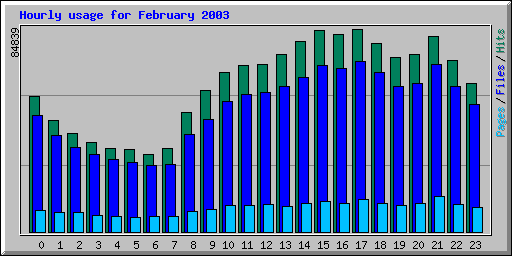 Hourly usage for February 2003
84839
Pages/Files/Hits
0 1 2 3 4 5 6 7 8 9 10 11 12 13 14 15 16 17 18 19 20 21 22 23